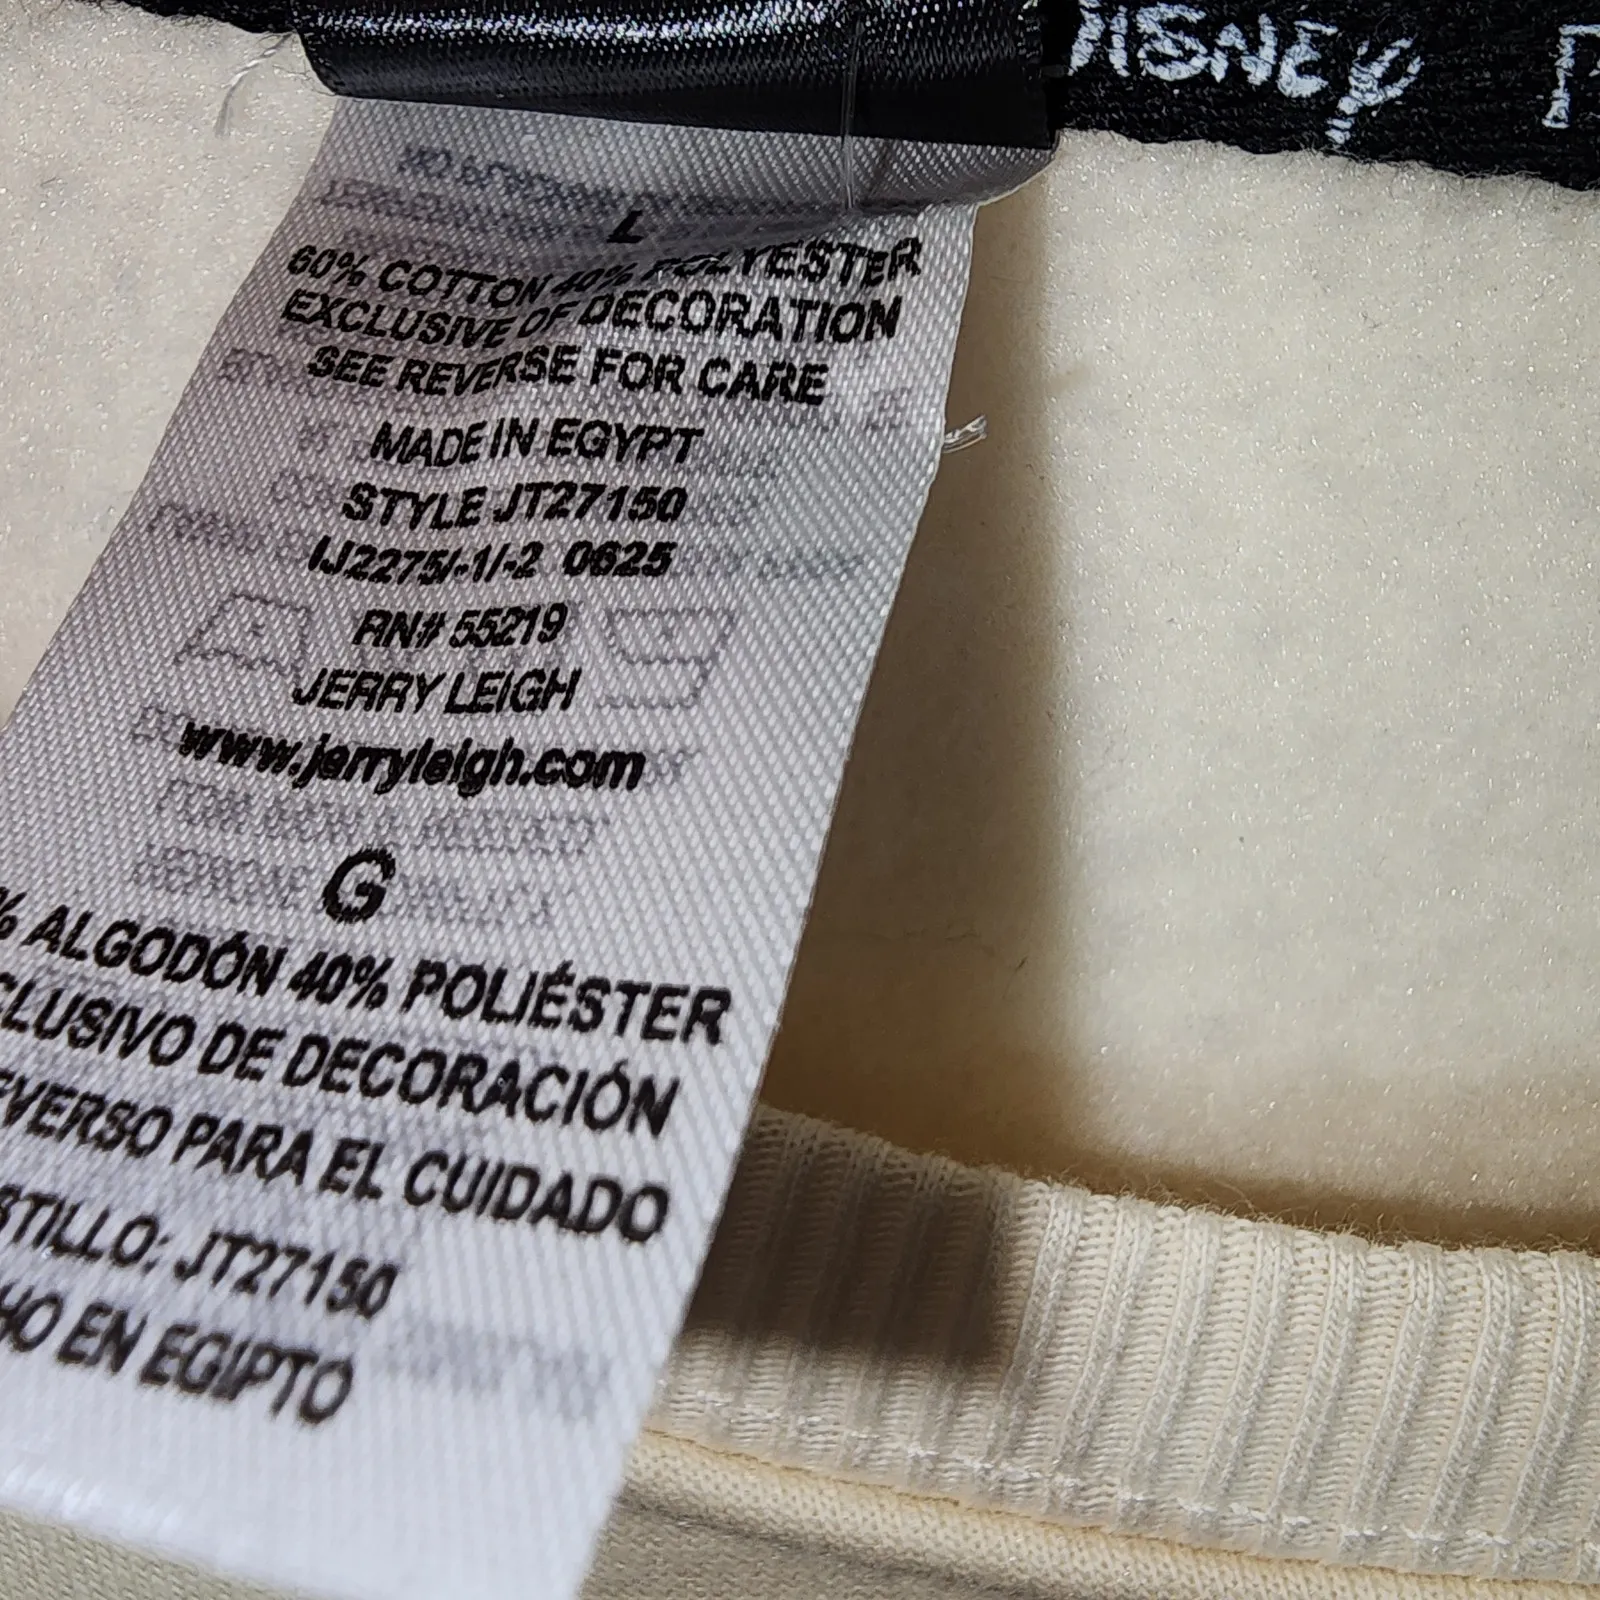 DISNEY
L
60% COTTON 40% POLYESTER
EXCLUSIVE OF DECORATION
SEE REVERSE FOR CARE
MADE IN EGYPT
STYLE JT27150
IJ2275/-1/-2 0625
RN# 55219
JERRY LEIGH
www.jerryleigh.com
G
% ALGODÓN 40% POLIÉSTER
CLUSIVO DE DECORACIÓN
EVERSO PARA EL CUIDADO
STILLO: JT27150
HO EN EGIPTO